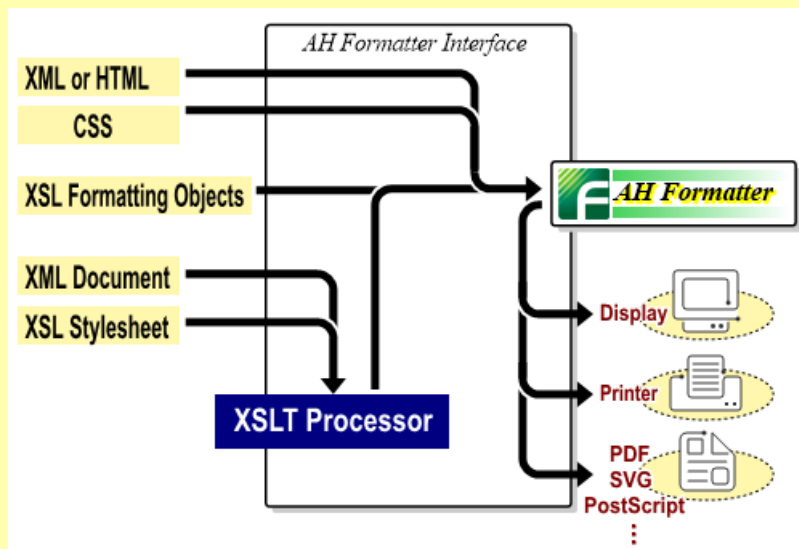 AH Formatter Interface
XML or HTML
CSS
XSL Formatting Objects
AH Formatter
XML Document
XSL Stylesheet
XSLT Processor
Display
Printer
PDF
SVG
PostScript
⋮